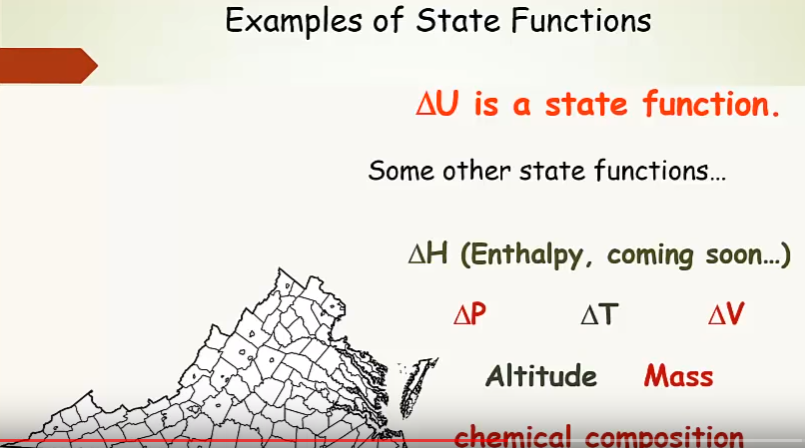 Examples of State Functions
ΔU is a state function.
Some other state functions…
ΔH (Enthalpy, coming soon…)
ΔP ΔT ΔV
Altitude Mass
chemical composition